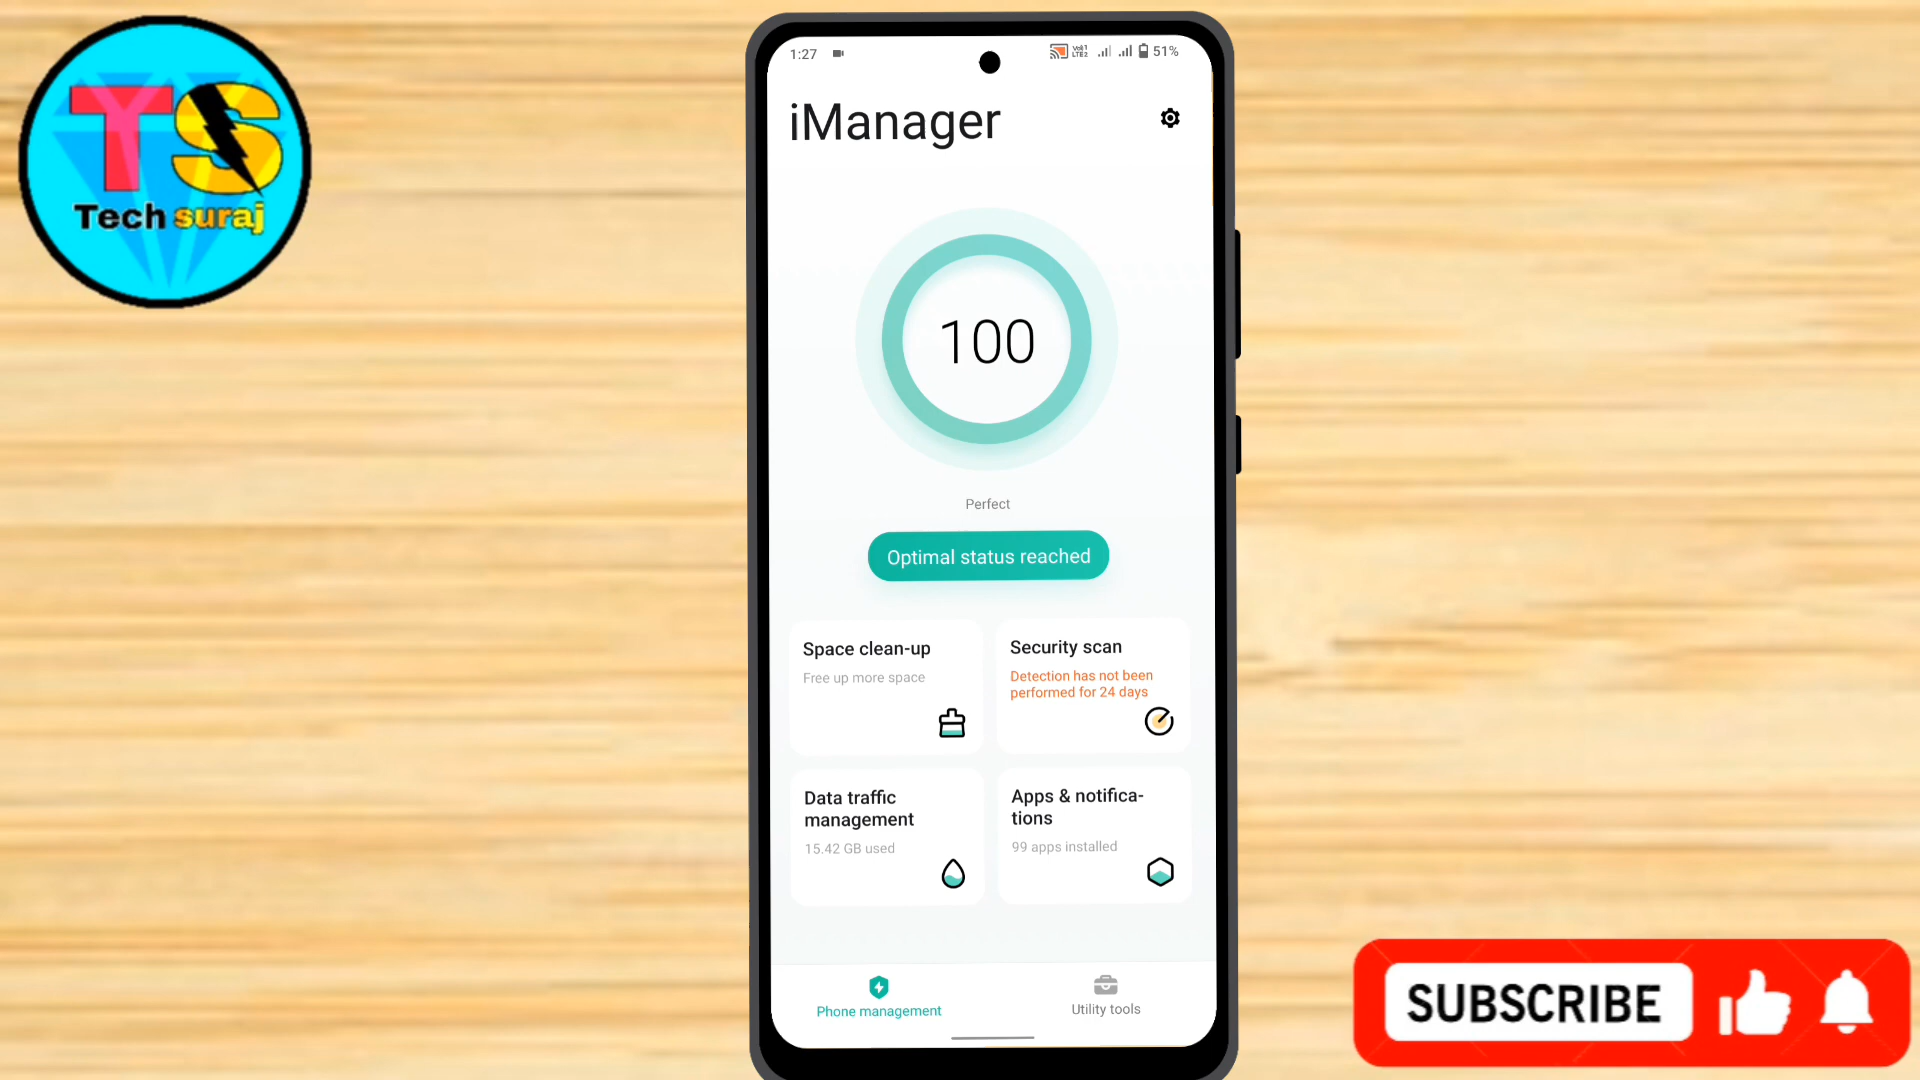 TS
Tech suraj
1:27
VoI1
LTE2
51%
iManager
100
Perfect
Optimal status reached
Space clean-up
Free up more space
Security scan
Detection has not been
performed for 24 days
Data traffic
management
15.42 GB used
Apps & notifica-
tions
99 apps installed
Phone management
Utility tools
SUBSCRIBE